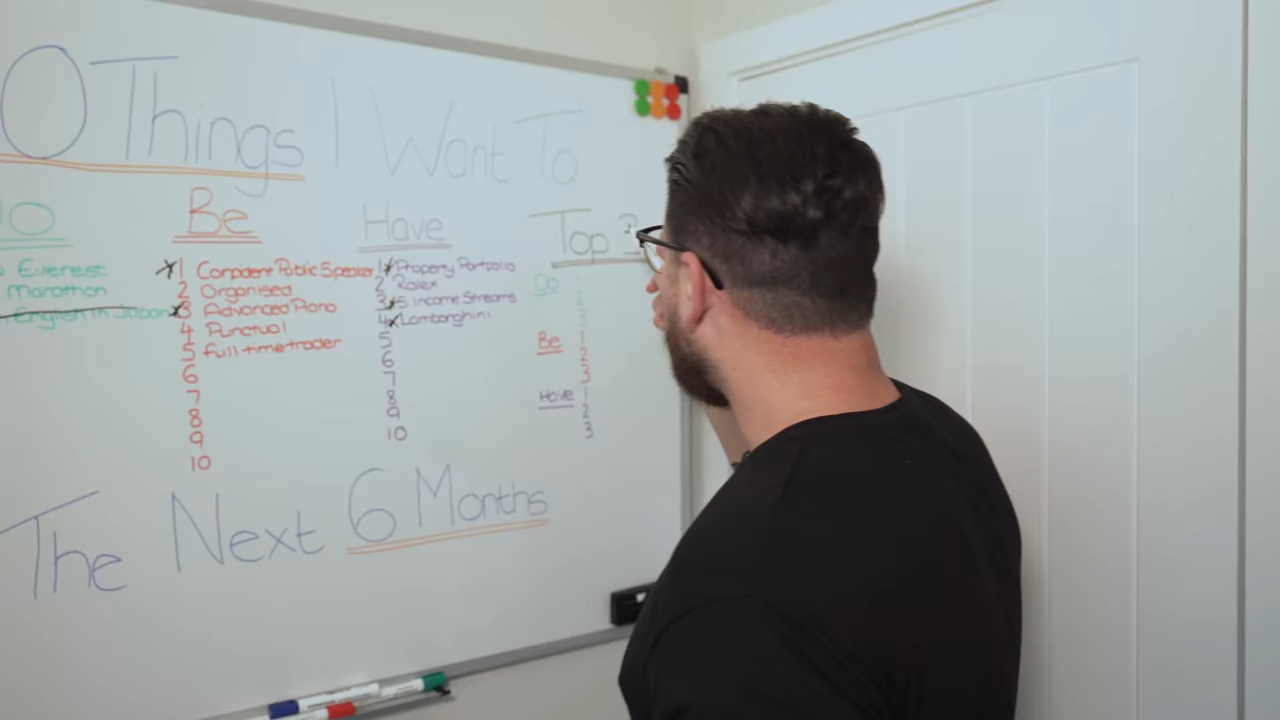 0 Things I Want To
DO
Everest
Marathon
English in Japan
Be
1 Conpident Public Speaker
2 Organised
3 Advanced Piano
4 Punctual
5 Full-time trader
6
7
8
9
10
Have
1 Property Portfolio
2 Rolex
3 5 Income Streams
4 Lamborghini
5
6
7
8
9
10
Top 3
Do
Be
1
2
3
Have
1
2
3
The Next 6 Months